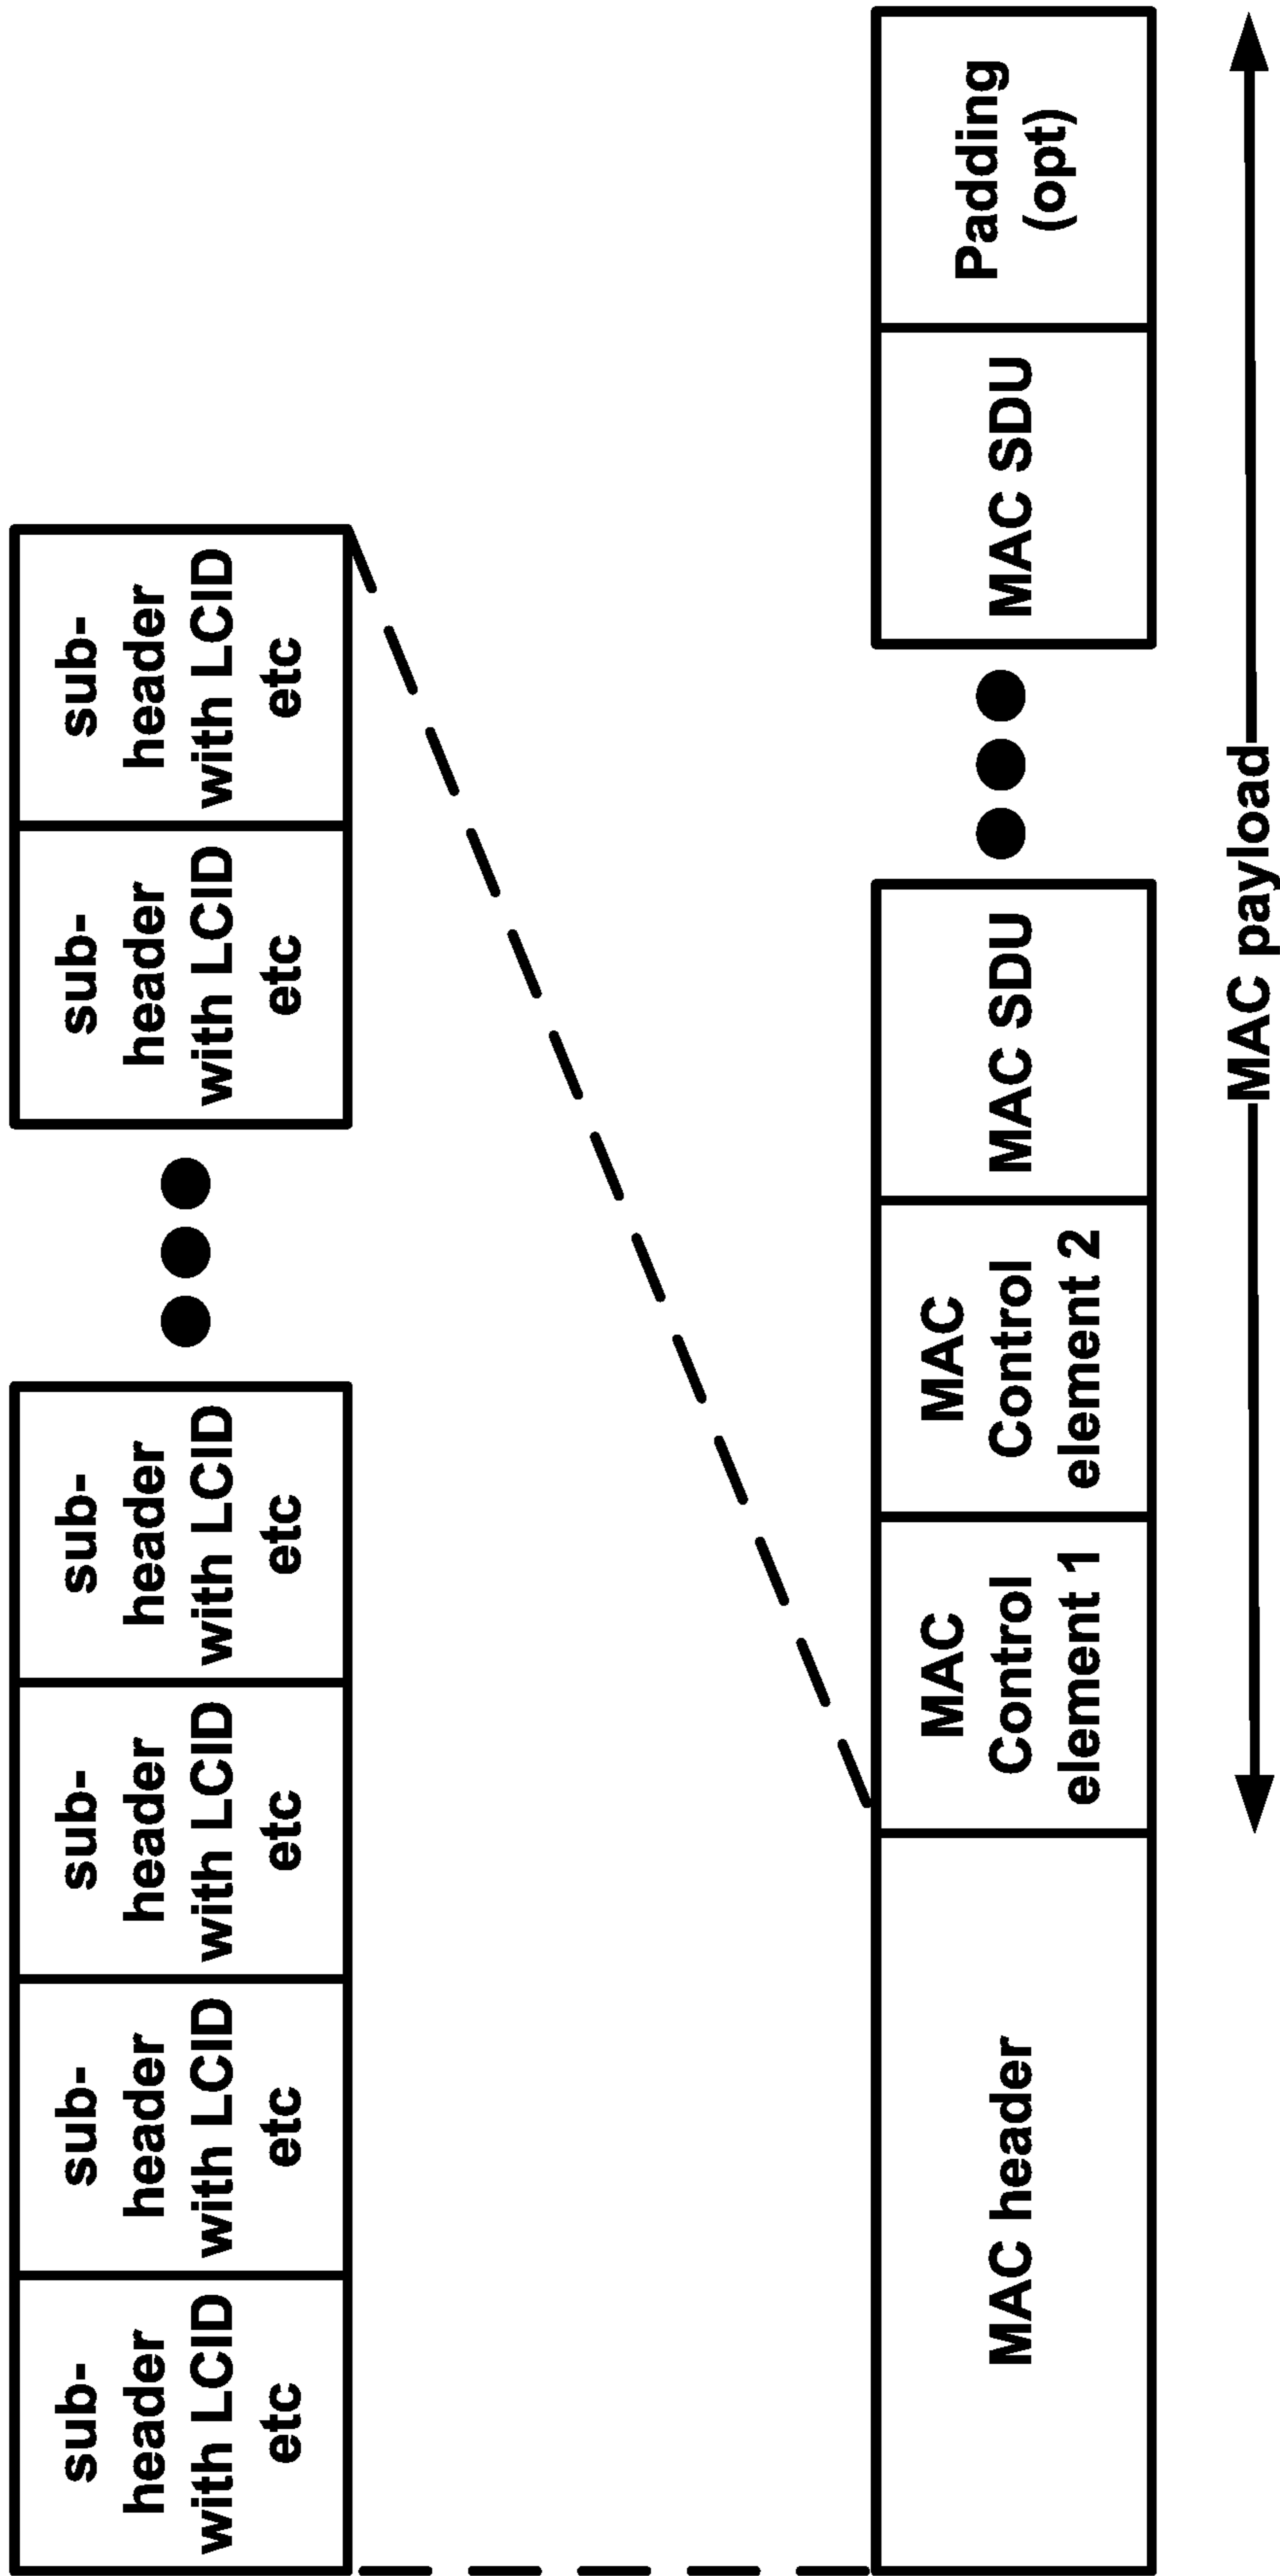 sub-
header
with LCID
etc
sub-
header
with LCID
etc
sub-
header
with LCID
etc
sub-
header
with LCID
etc
sub-
header
with LCID
etc
sub-
header
with LCID
etc
MAC header
MAC
Control
element 1
MAC
Control
element 2
MAC SDU
MAC SDU
Padding
(opt)
MAC payload